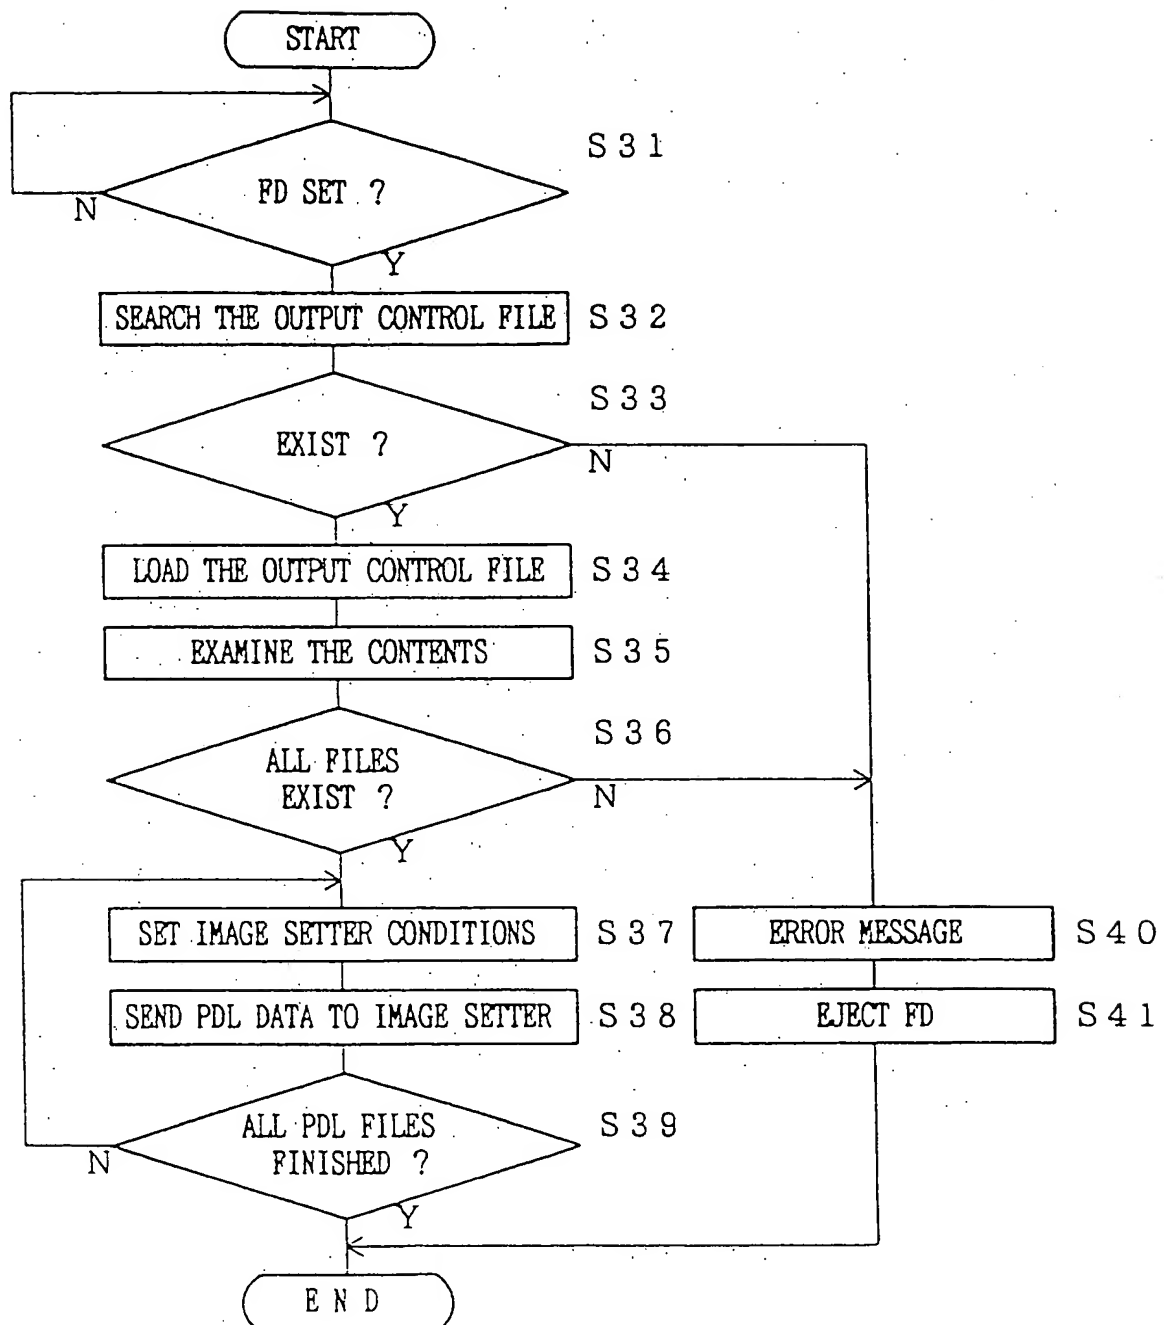 START
S31
FD SET ?
N
Y
SEARCH THE OUTPUT CONTROL FILE
S32
S33
EXIST ?
N
Y
LOAD THE OUTPUT CONTROL FILE
S34
EXAMINE THE CONTENTS
S35
S36
ALL FILES
EXIST ?
N
Y
SET IMAGE SETTER CONDITIONS
S37
ERROR MESSAGE
S40
SEND PDL DATA TO IMAGE SETTER
S38
EJECT FD
S41
S39
ALL PDL FILES
FINISHED ?
N
Y
END